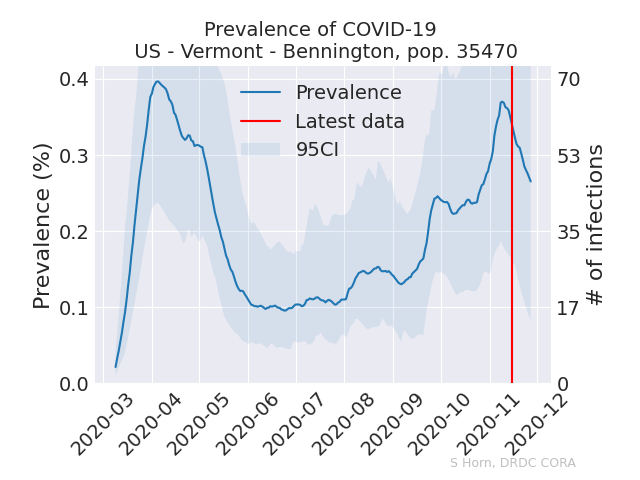 Prevalence of COVID-19
US - Vermont - Bennington, pop. 35470
Prevalence
Latest data
95CI
0.4
0.3
0.2
0.1
0.0
Prevalence (%)
70
53
35
17
0
# of infections
2020-03
2020-04
2020-05
2020-06
2020-07
2020-08
2020-09
2020-10
2020-11
2020-12
S Horn, DRDC CORA